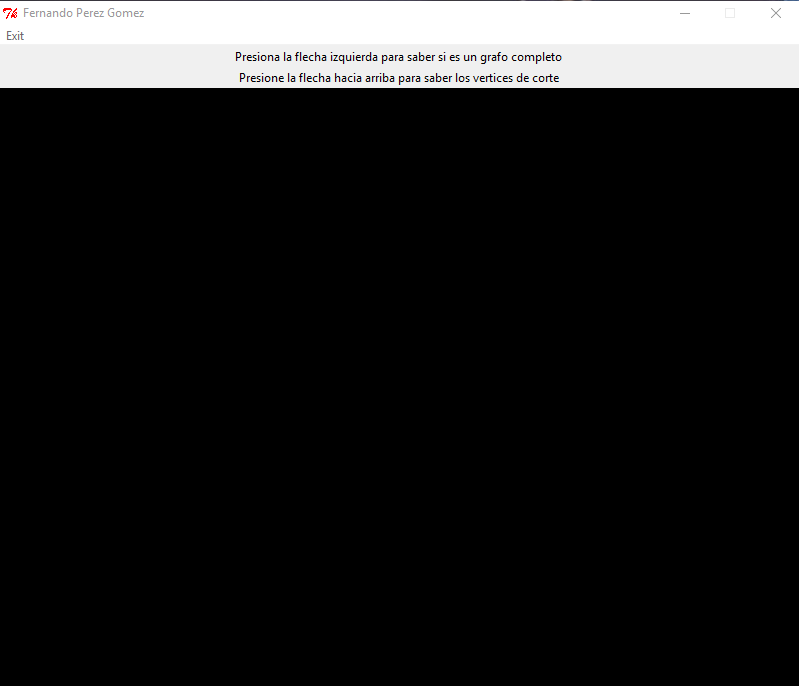 Fernando Perez Gomez
Exit
Presiona la flecha izquierda para saber si es un grafo completo
Presione la flecha hacia arriba para saber los vertices de corte